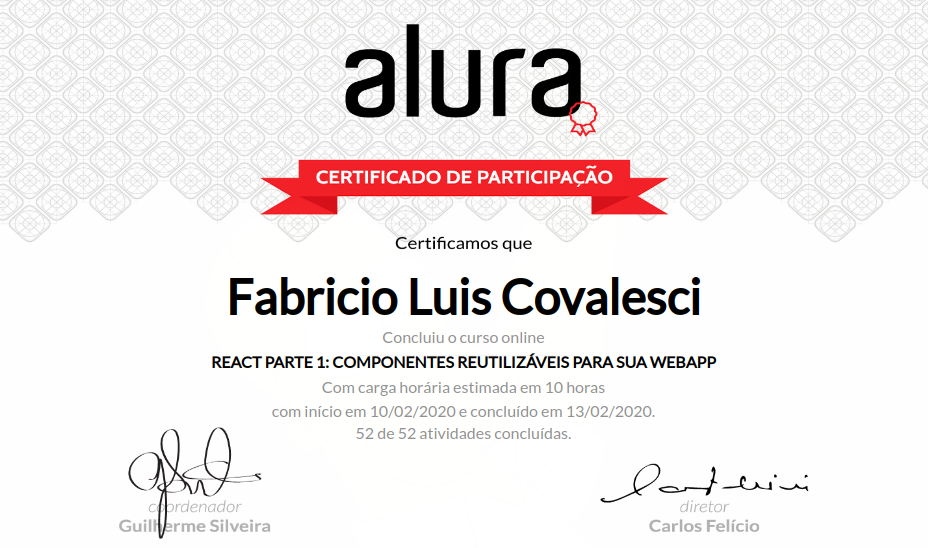 alura
CERTIFICADO DE PARTICIPAÇÃO
Certificamos que
Fabricio Luis Covalesci
Concluiu o curso online
REACT PARTE 1: COMPONENTES REUTILIZÁVEIS PARA SUA WEBAPP
Com carga horária estimada em 10 horas
com início em 10/02/2020 e concluído em 13/02/2020.
52 de 52 atividades concluídas.
coordenador
Guilherme Silveira
diretor
Carlos Felício